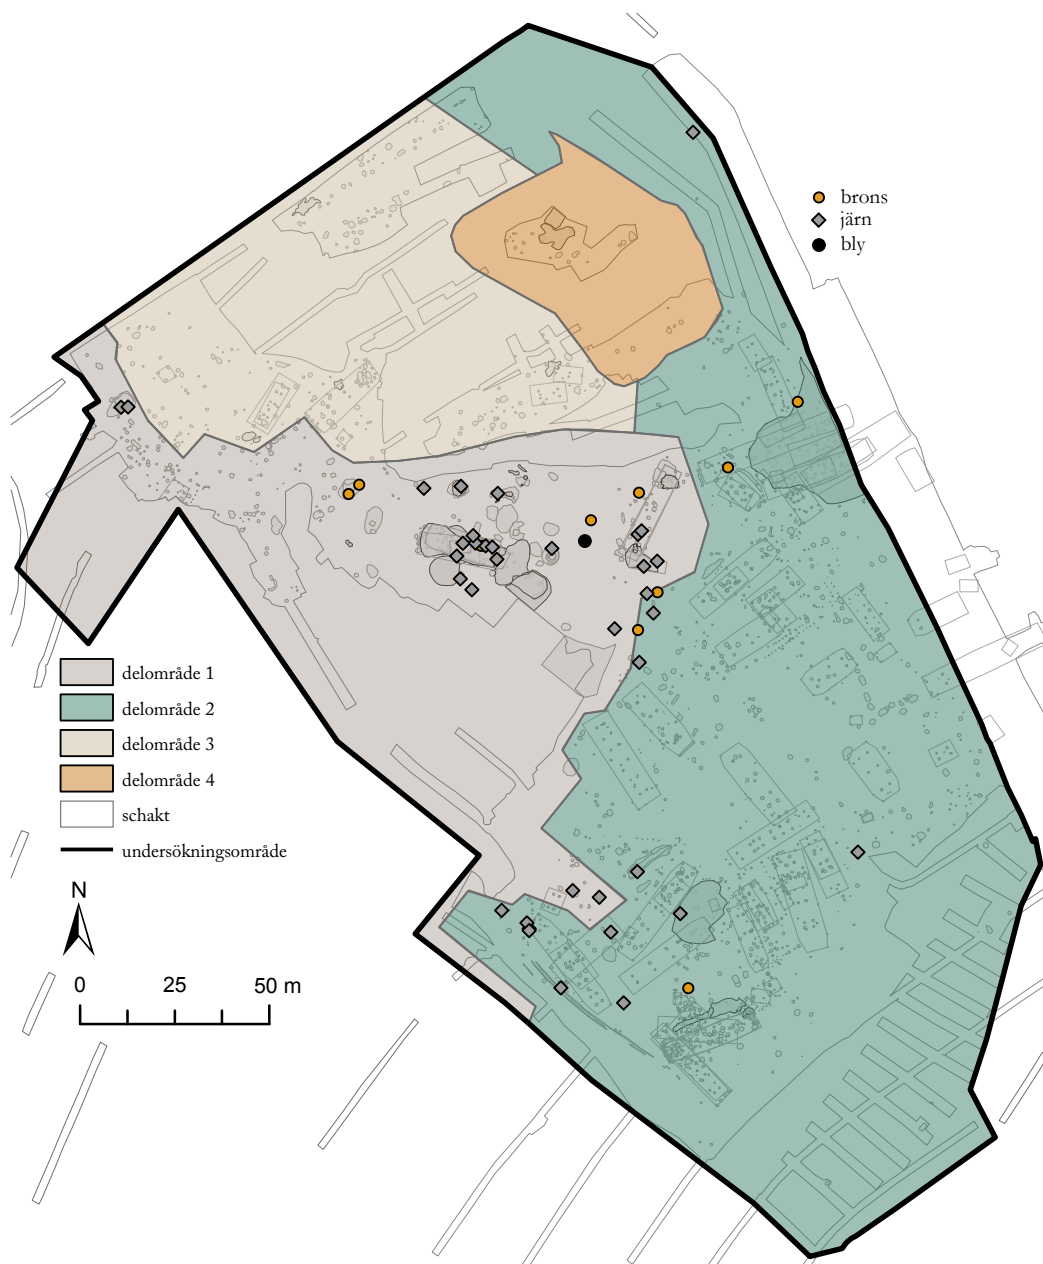 brons
järn
bly
delområde 1
delområde 2
delområde 3
delområde 4
schakt
undersökningsområde
N
0 25 50 m